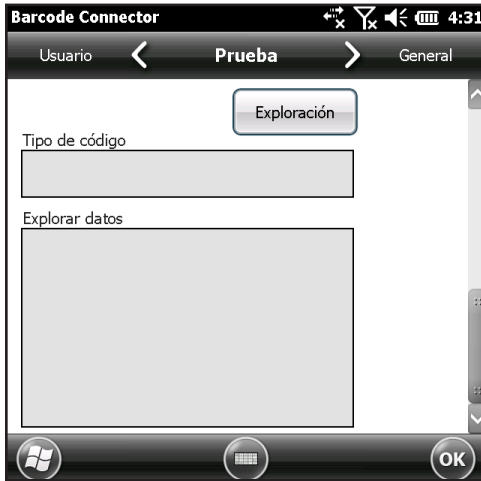 Barcode Connector 4:31
Usuario Prueba General
Exploración
Tipo de código
Explorar datos
OK